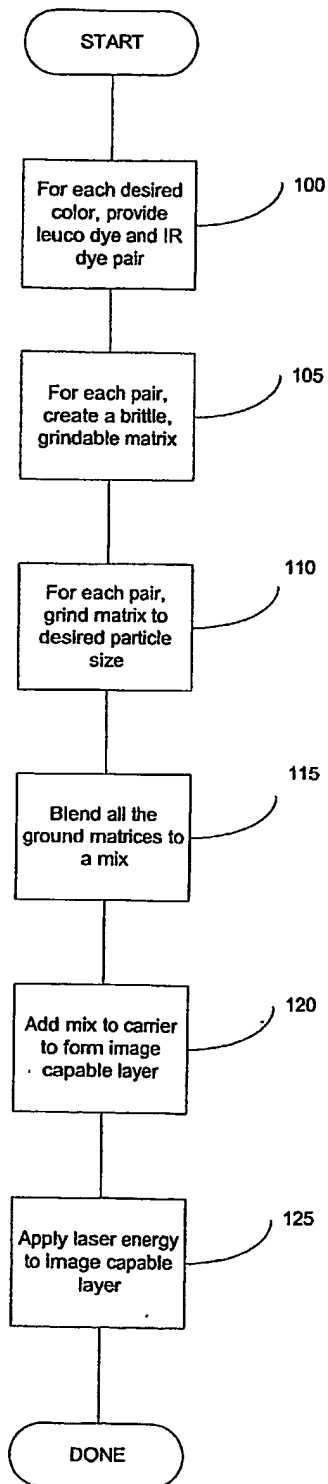 START
For each desired
color, provide
leuco dye and IR
dye pair
100
For each pair,
create a brittle,
grindable matrix
105
For each pair,
grind matrix to
desired particle
size
110
Blend all the
ground matrices to
a mix
115
Add mix to carrier
to form image
capable layer
120
Apply laser energy
to image capable
layer
125
DONE